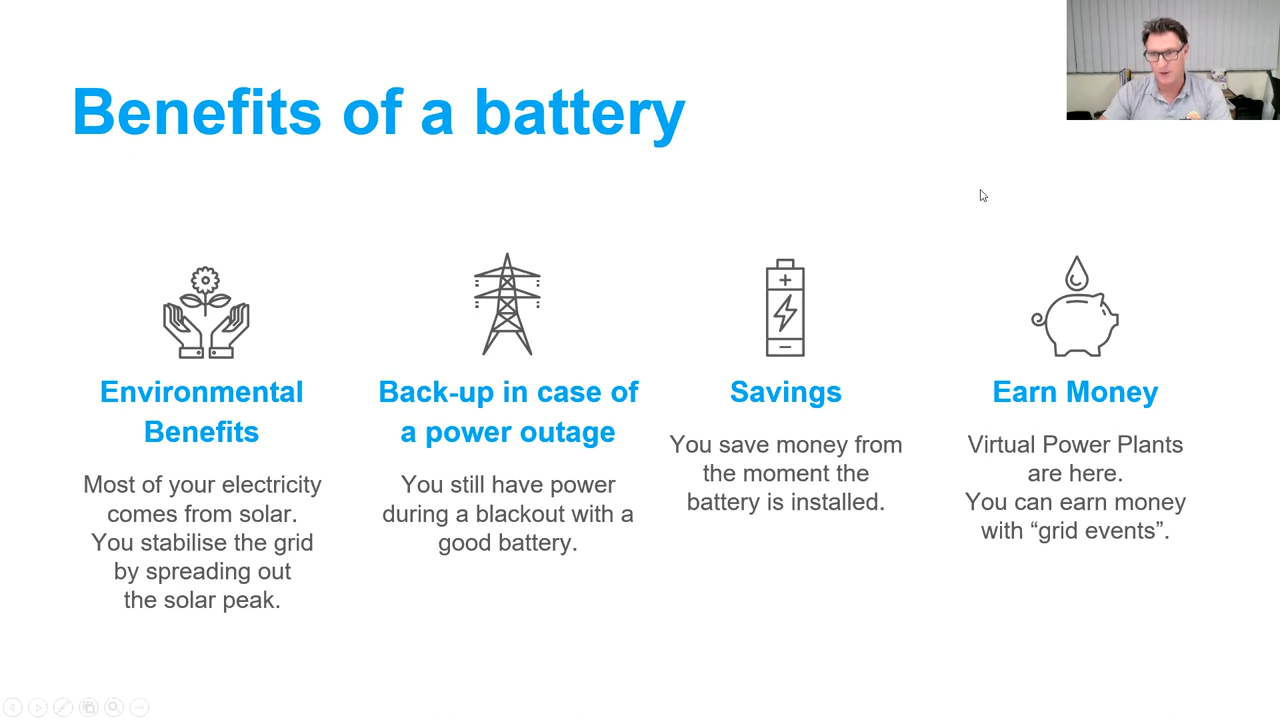 Benefits of a battery
Environmental
Benefits
Most of your electricity
comes from solar.
You stabilise the grid
by spreading out
the solar peak.
Back-up in case of
a power outage
You still have power
during a blackout with a
good battery.
Savings
You save money from
the moment the
battery is installed.
Earn Money
Virtual Power Plants
are here.
You can earn money
with “grid events”.